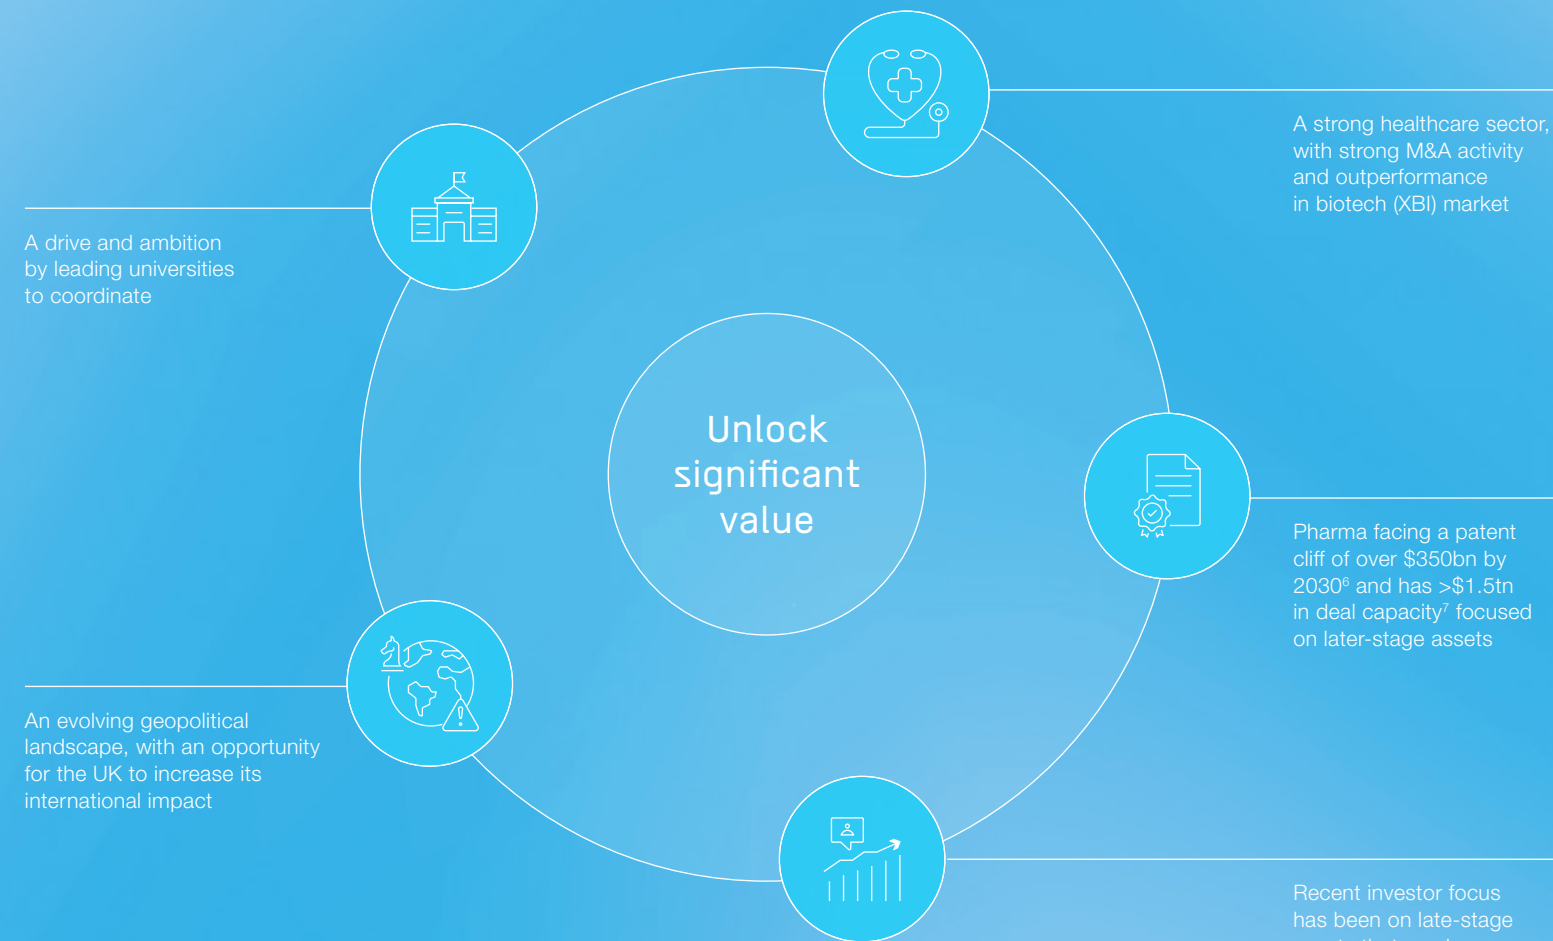 A strong healthcare sector,
with strong M&A activity
and outperformance
in biotech (XBI) market
A drive and ambition
by leading universities
to coordinate
Unlock
significant
value
Pharma facing a patent
cliff of over $350bn by
2030⁶ and has >$1.5tn
in deal capacity⁷ focused
on later-stage assets
An evolving geopolitical
landscape, with an opportunity
for the UK to increase its
international impact
Recent investor focus
has been on late-stage